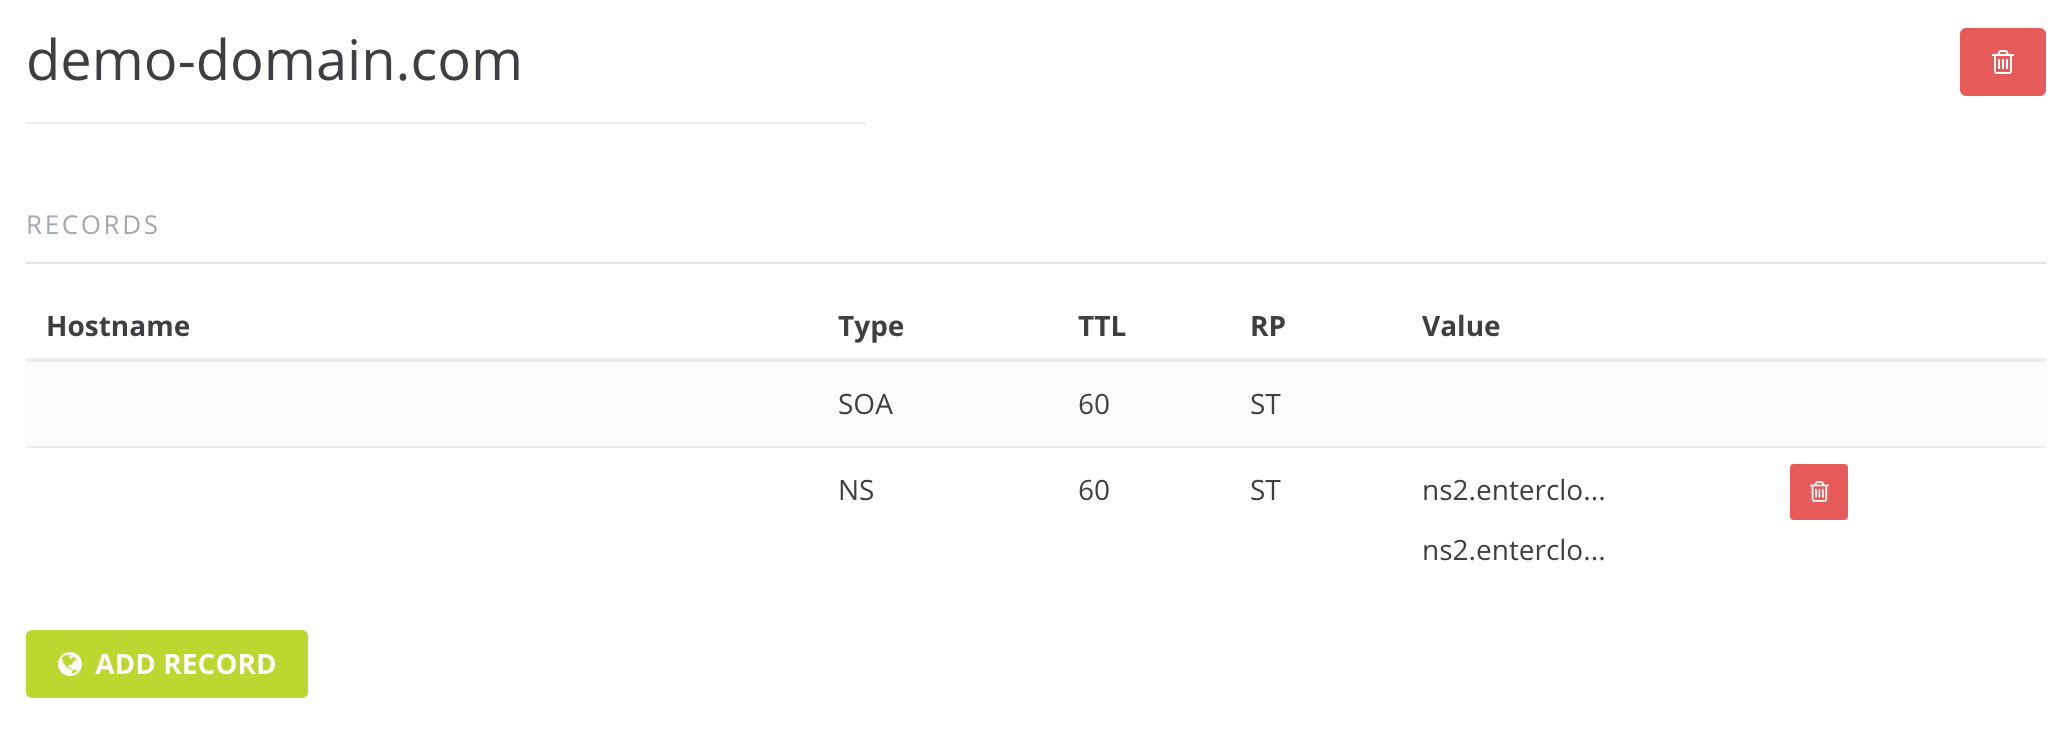 demo-domain.com
RECORDS
Hostname Type TTL RP Value
SOA 60 ST
NS 60 ST ns2.enterclo...
ns2.enterclo...
ADD RECORD